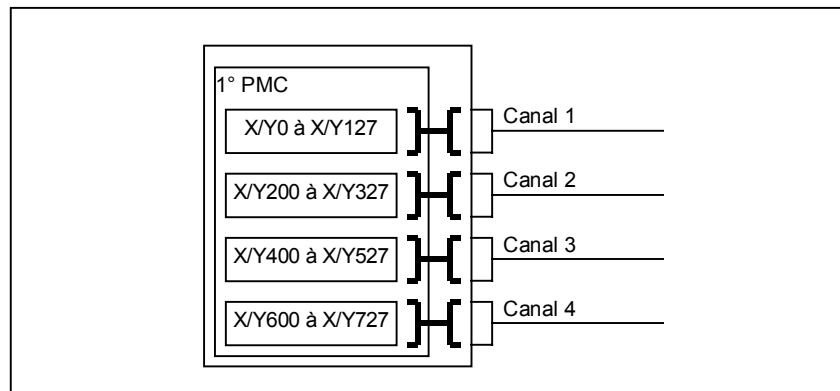 1° PMC
X/Y0 à X/Y127
Canal 1
X/Y200 à X/Y327
Canal 2
X/Y400 à X/Y527
Canal 3
X/Y600 à X/Y727
Canal 4